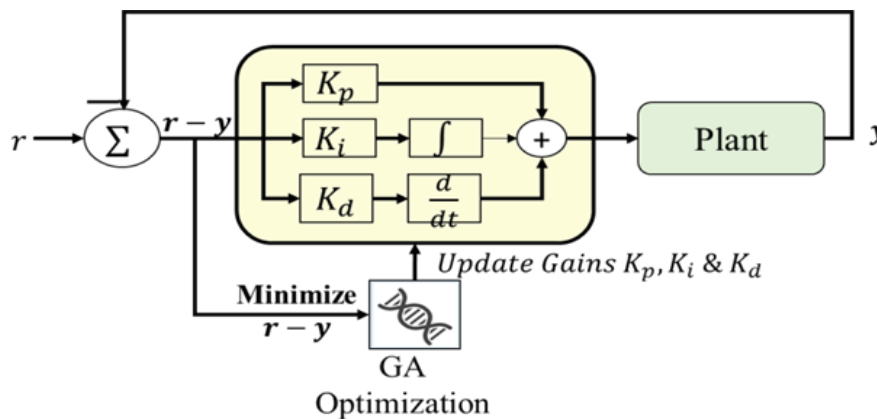 r
Σ
r − y
K_p
K_i
∫
K_d
d
dt
+
Plant
y
Update Gains K_p, K_i & K_d
Minimize
r − y
GA
Optimization